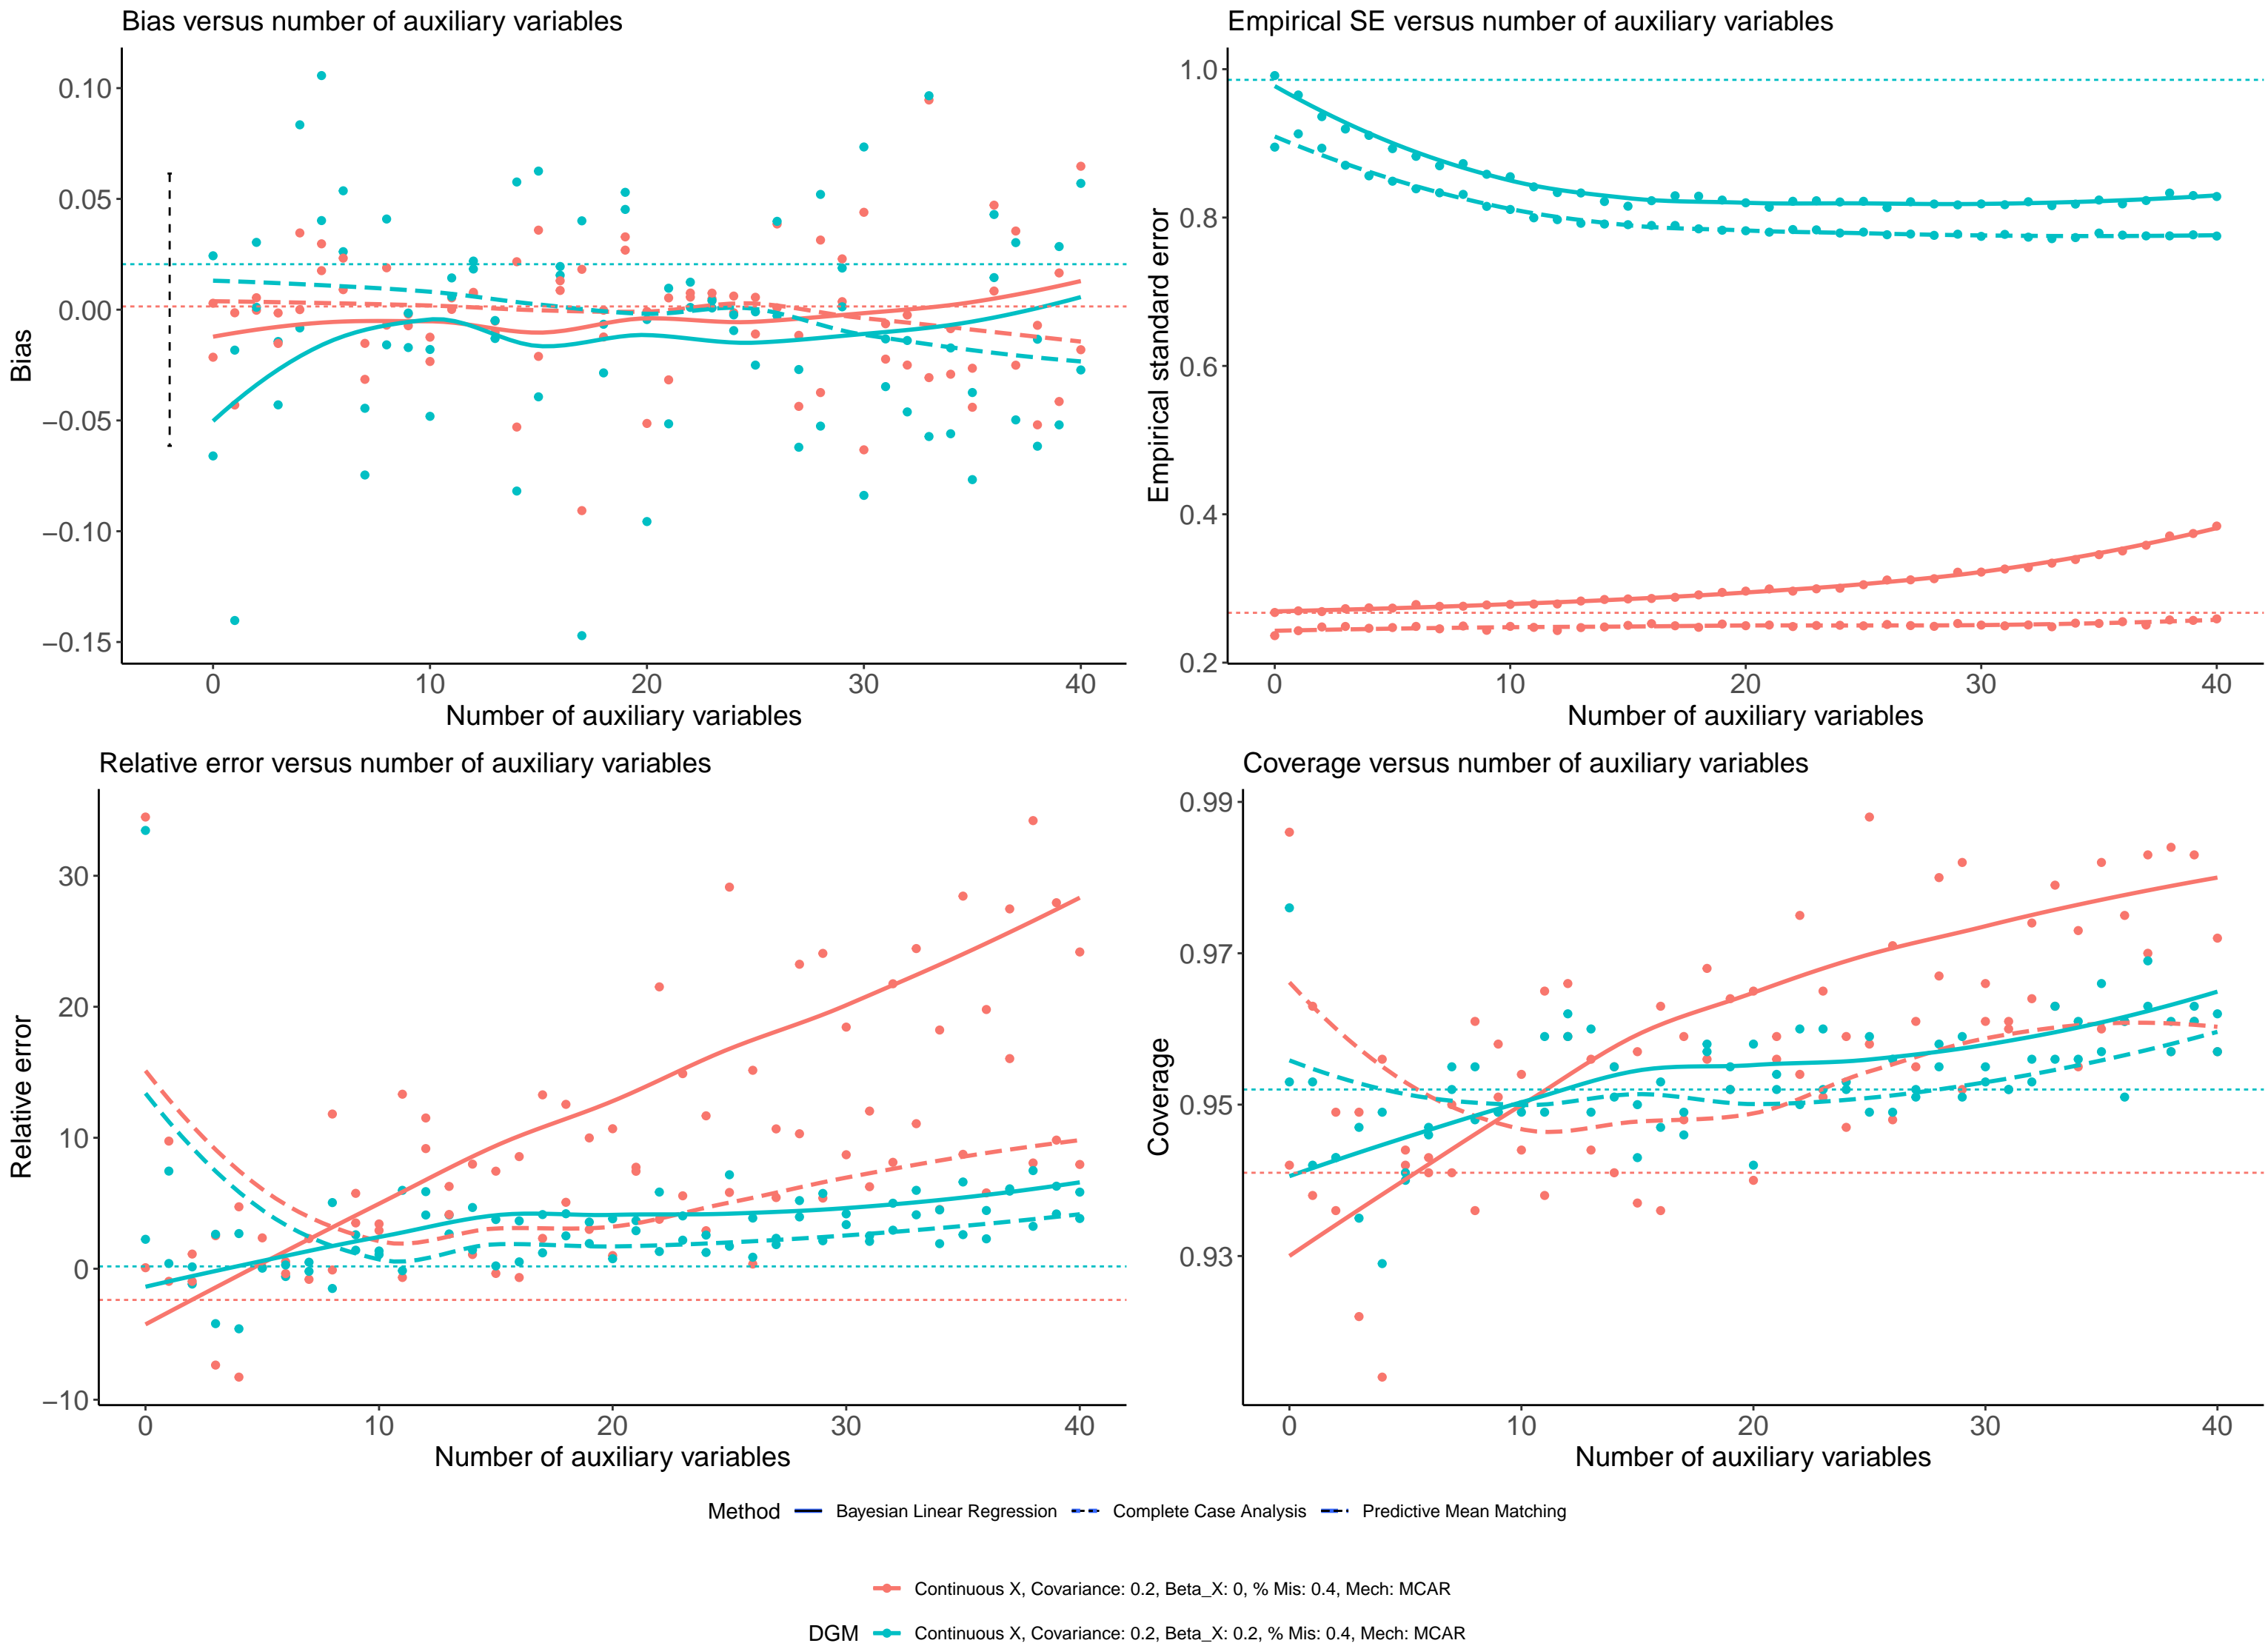 Bias versus number of auxiliary variables
0.10
0.05
0.00
−0.05
−0.10
−0.15
Bias
0 10 20 30 40
Number of auxiliary variables
Empirical SE versus number of auxiliary variables
1.0
0.8
0.6
0.4
0.2
Empirical standard error
0 10 20 30 40
Number of auxiliary variables
Relative error versus number of auxiliary variables
30
20
10
0
−10
Relative error
0 10 20 30 40
Number of auxiliary variables
Coverage versus number of auxiliary variables
0.99
0.97
0.95
0.93
Coverage
0 10 20 30 40
Number of auxiliary variables
Method Bayesian Linear Regression Complete Case Analysis Predictive Mean Matching
Continuous X, Covariance: 0.2, Beta_X: 0, % Mis: 0.4, Mech: MCAR
DGM Continuous X, Covariance: 0.2, Beta_X: 0.2, % Mis: 0.4, Mech: MCAR